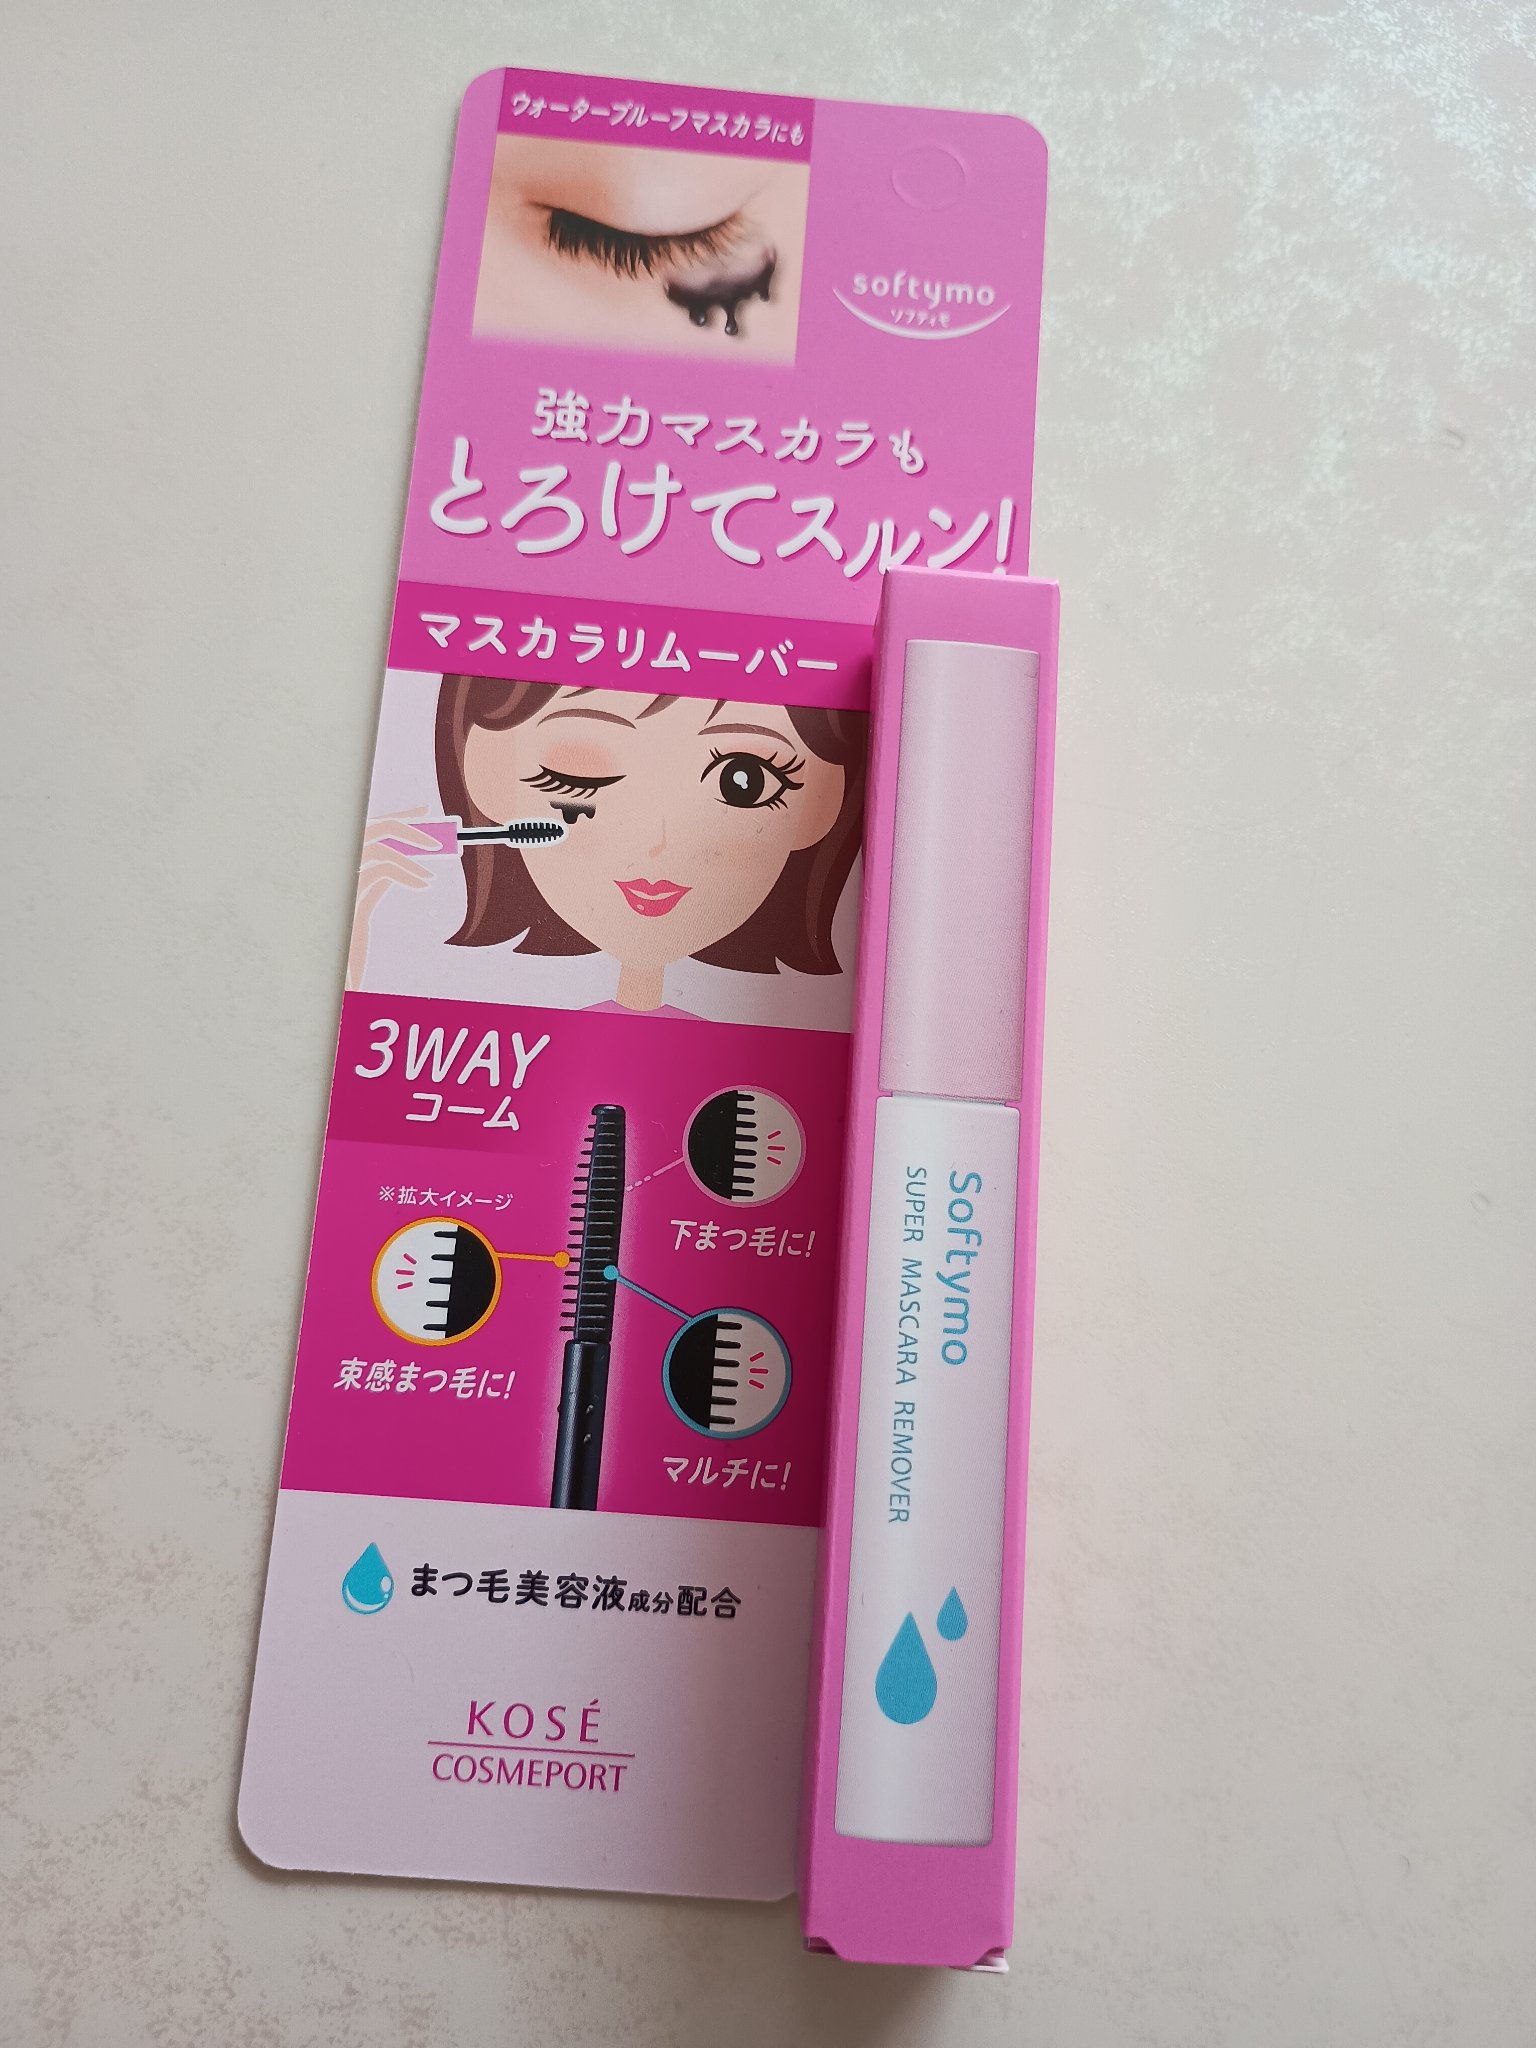 ウォータープルーフマスカラにも
softymo
ソフティモ
強力マスカラも
とろけてスルン!
マスカラリムーバー
3WAY
コーム
※拡大イメージ
下まつ毛に!
束感まつ毛に!
マルチに!
まつ毛美容液成分配合
KOSÉ
COSMEPORT
Softymo
SUPER MASCARA REMOVER